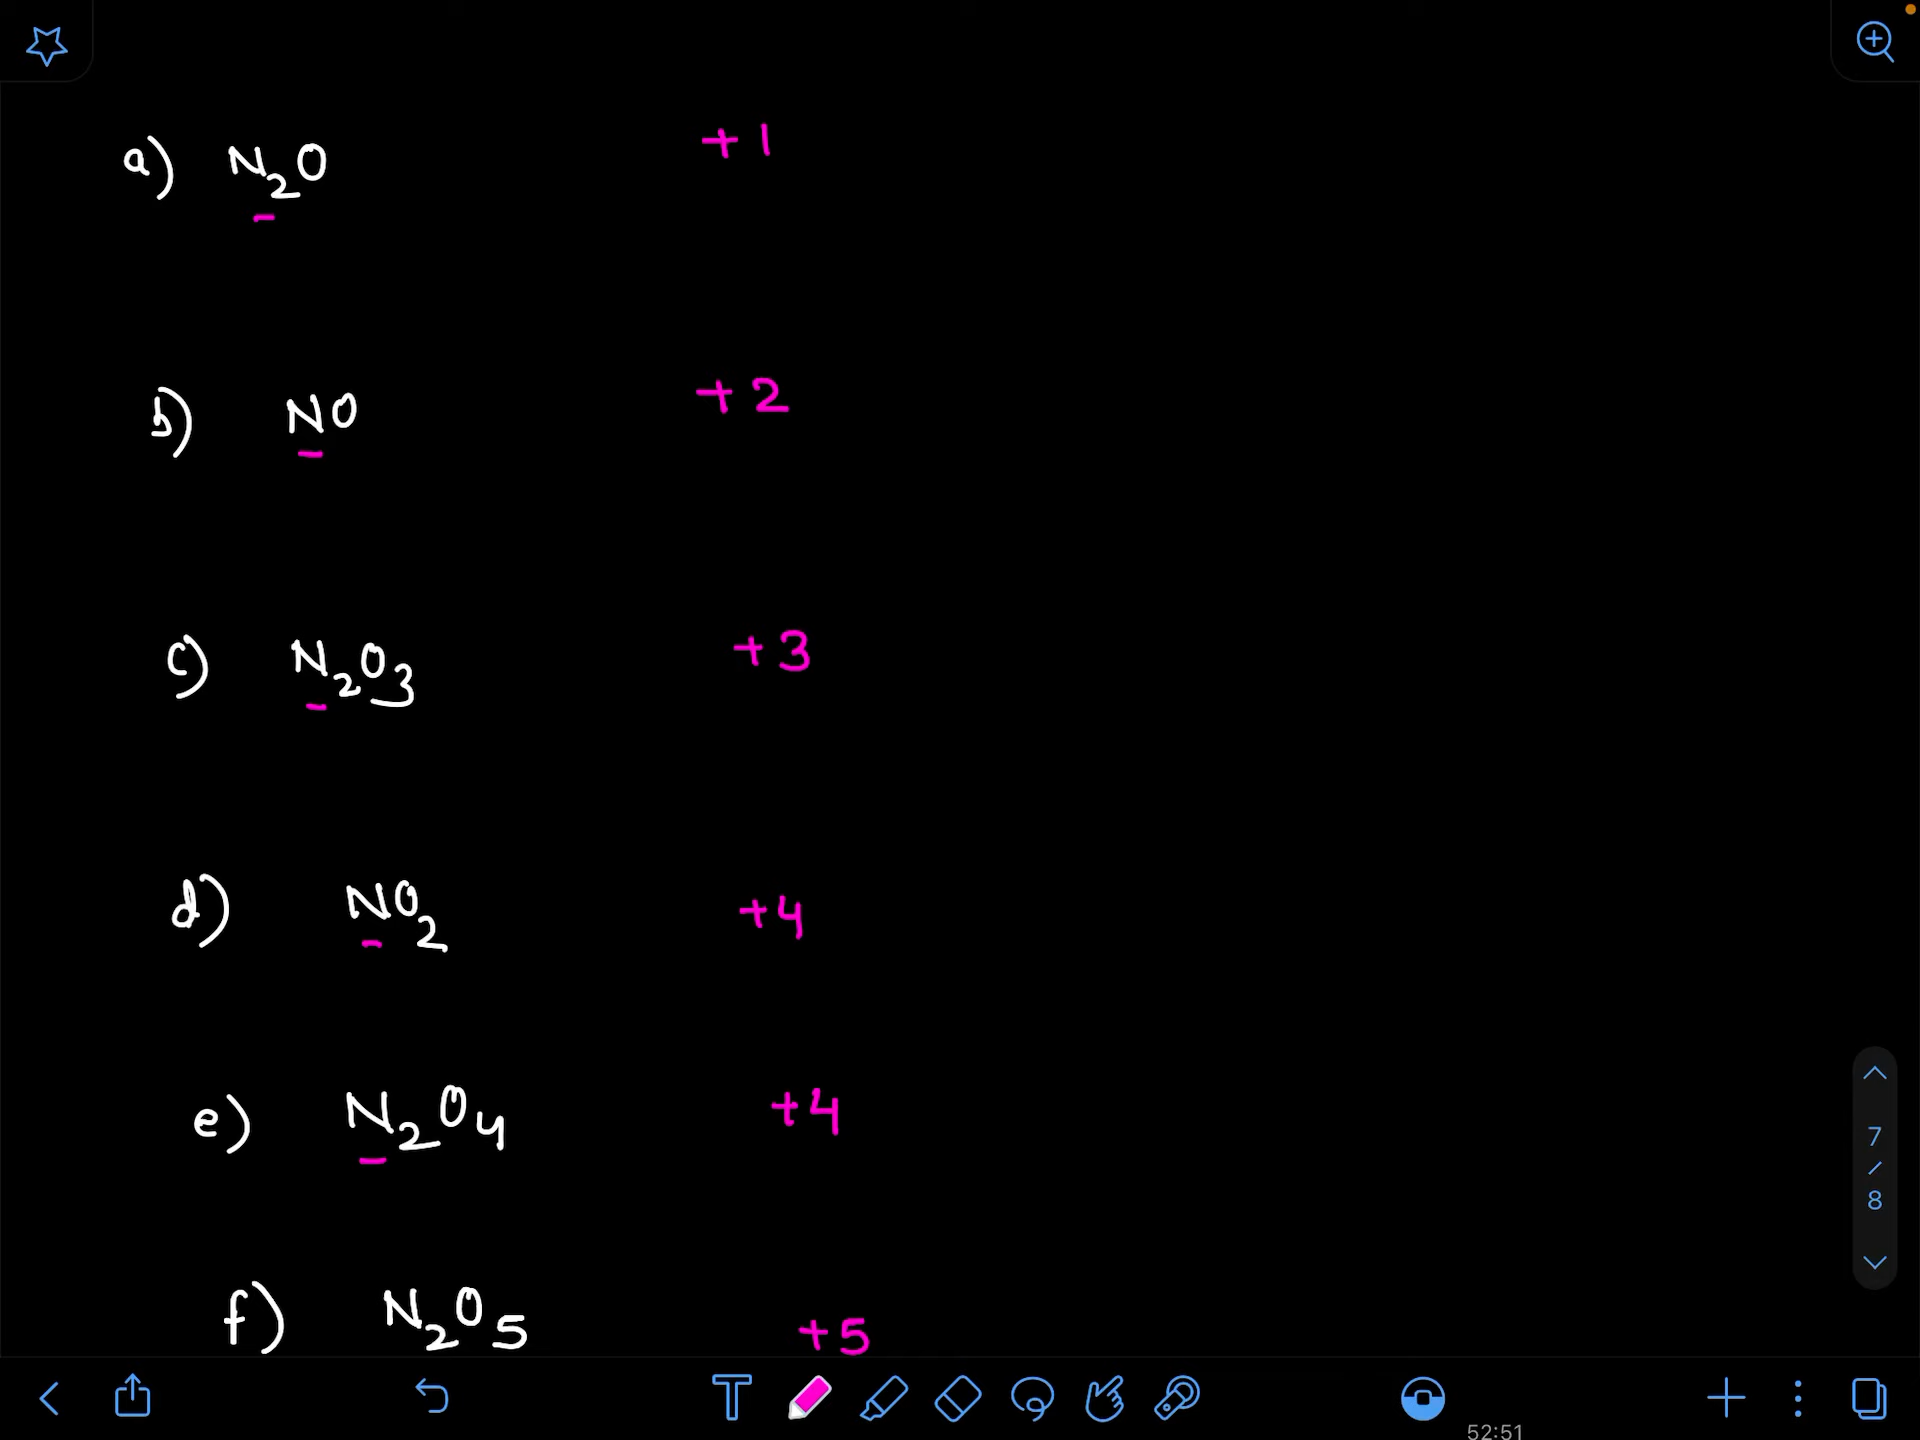 a) N₂O +1
b) NO +2
c) N₂O₃ +3
d) NO₂ +4
e) N₂O₄ +4
7
/
8
f) N₂O₅ +5
52:51